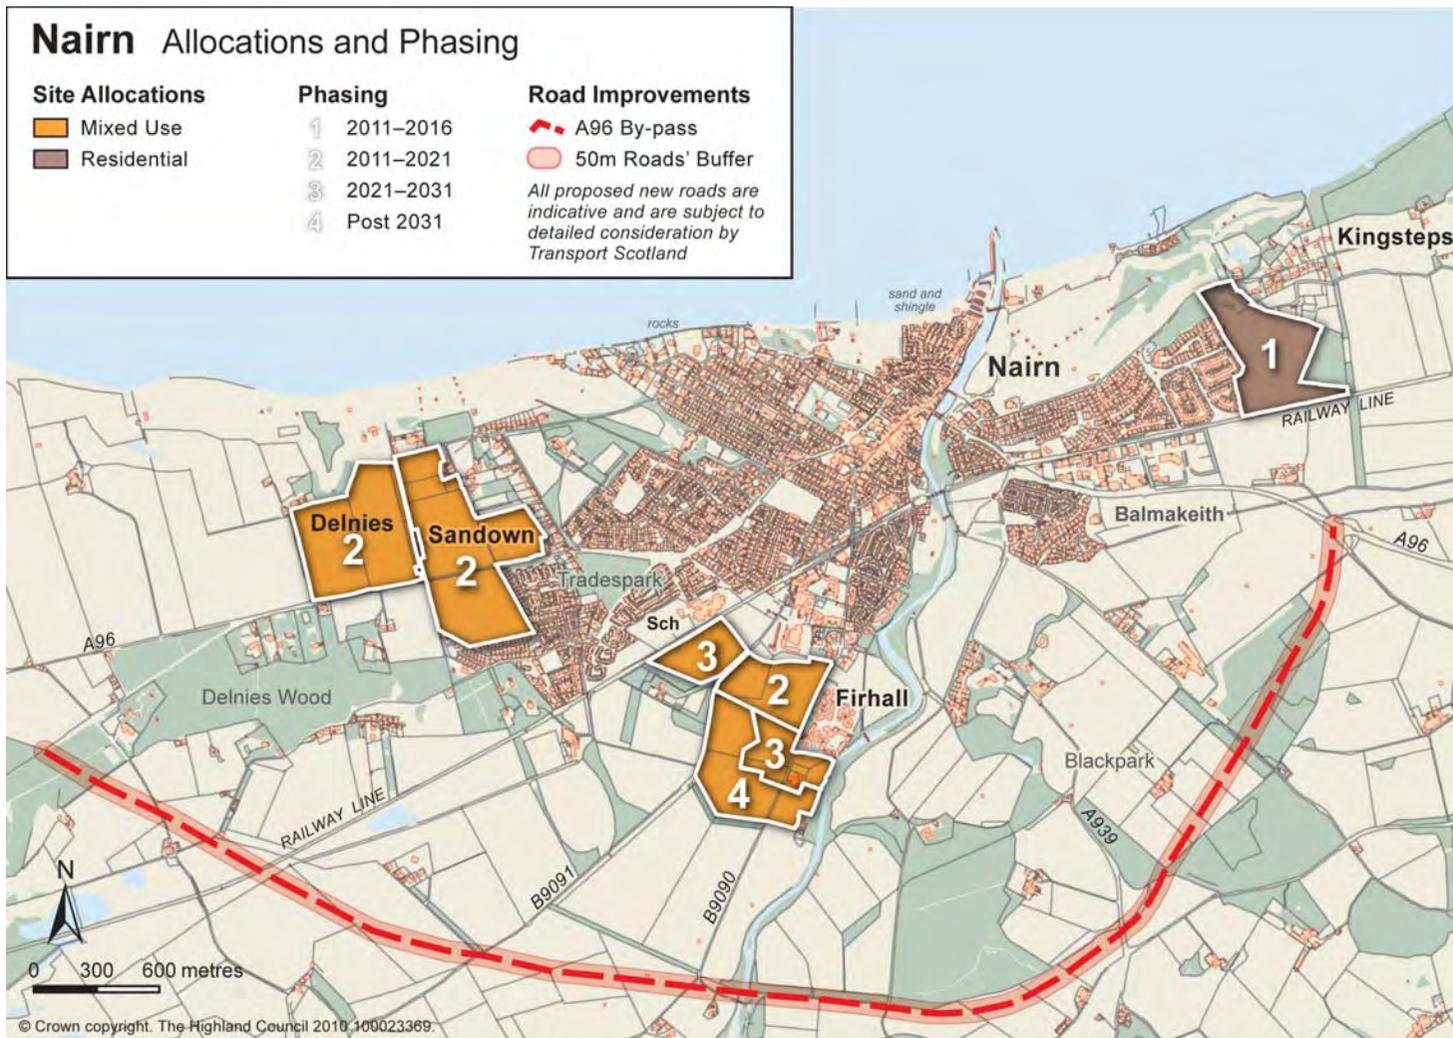 Nairn Allocations and Phasing
Site Allocations
Mixed Use
Residential
Phasing
1 2011–2016
2 2011–2021
3 2021–2031
4 Post 2031
Road Improvements
A96 By-pass
50m Roads' Buffer
All proposed new roads are
indicative and are subject to
detailed consideration by
Transport Scotland
Kingsteps
sand and
shingle
rocks
Nairn
1
RAILWAY LINE
Delnies
2
Sandown
2
Balmakeith
A96
Tradespark
Sch
A96
3
2
Firhall
Delnies Wood
3
4
Blackpark
RAILWAY LINE
A939
B9091
B9090
N
0 300 600 metres
© Crown copyright. The Highland Council 2010 100023369.